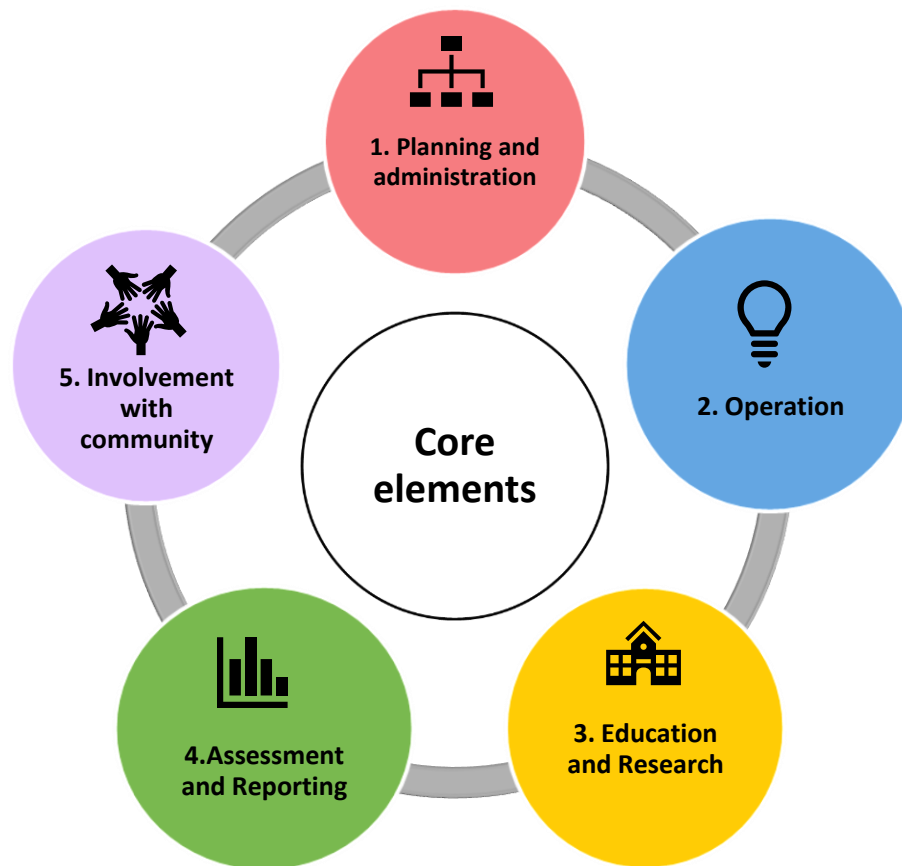 1. Planning and
administration
2. Operation
3. Education
and Research
4.Assessment
and Reporting
5. Involvement
with
community
Core
elements